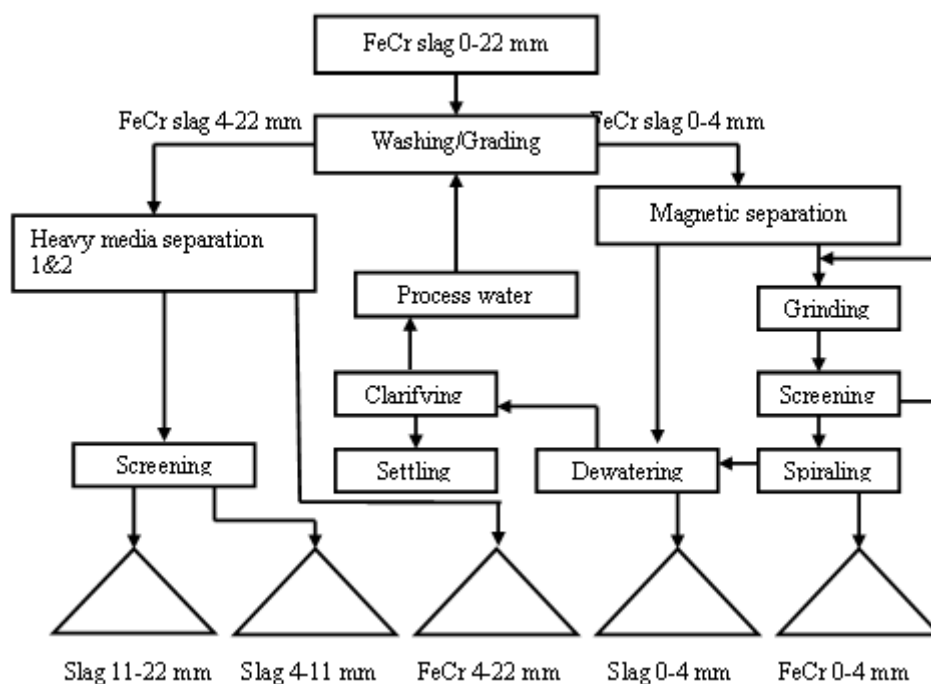 FeCr slag 0-22 mm
FeCr slag 4-22 mm
FeCr slag 0-4 mm
Washing/Grading
Magnetic separation
Heavy media separation
1&2
Process water
Grinding
Clarifying
Screening
Screening
Settling
Dewatering
Spiraling
Slag 11-22 mm
Slag 4-11 mm
FeCr 4-22 mm
Slag 0-4 mm
FeCr 0-4 mm